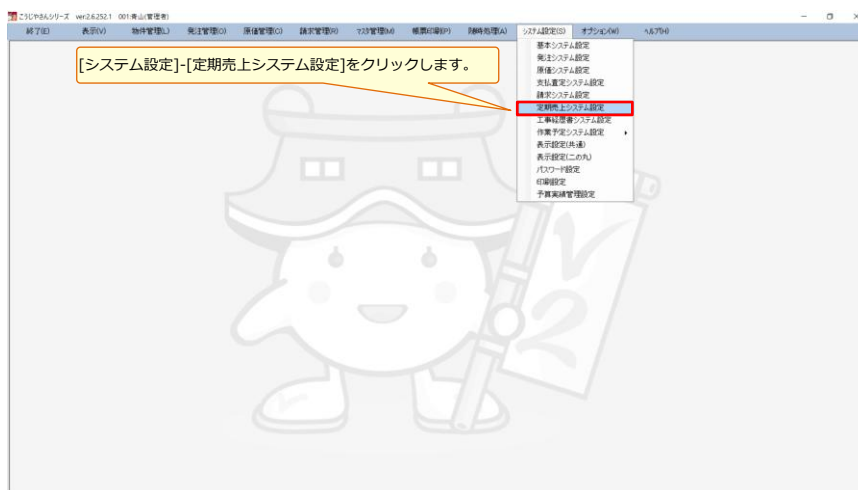 こうじやさんシリーズ ver.2.6.252.1 001:青山(管理者)
終了(E) 表示(V) 物件管理(L) 発注管理(O) 原価管理(C) 請求管理(R) マスタ管理(M) 帳票印刷(P) 随時処理(A) システム設定(S) オプション(W) ヘルプ(H)
[システム設定]-[定期売上システム設定]をクリックします。
基本システム設定
発注システム設定
原価システム設定
支払査定システム設定
請求システム設定
定期売上システム設定
工事経歴書システム設定
作業予定システム設定
表示設定(共通)
表示設定(二の丸)
パスワード設定
印刷設定
予算実績管理設定
V2